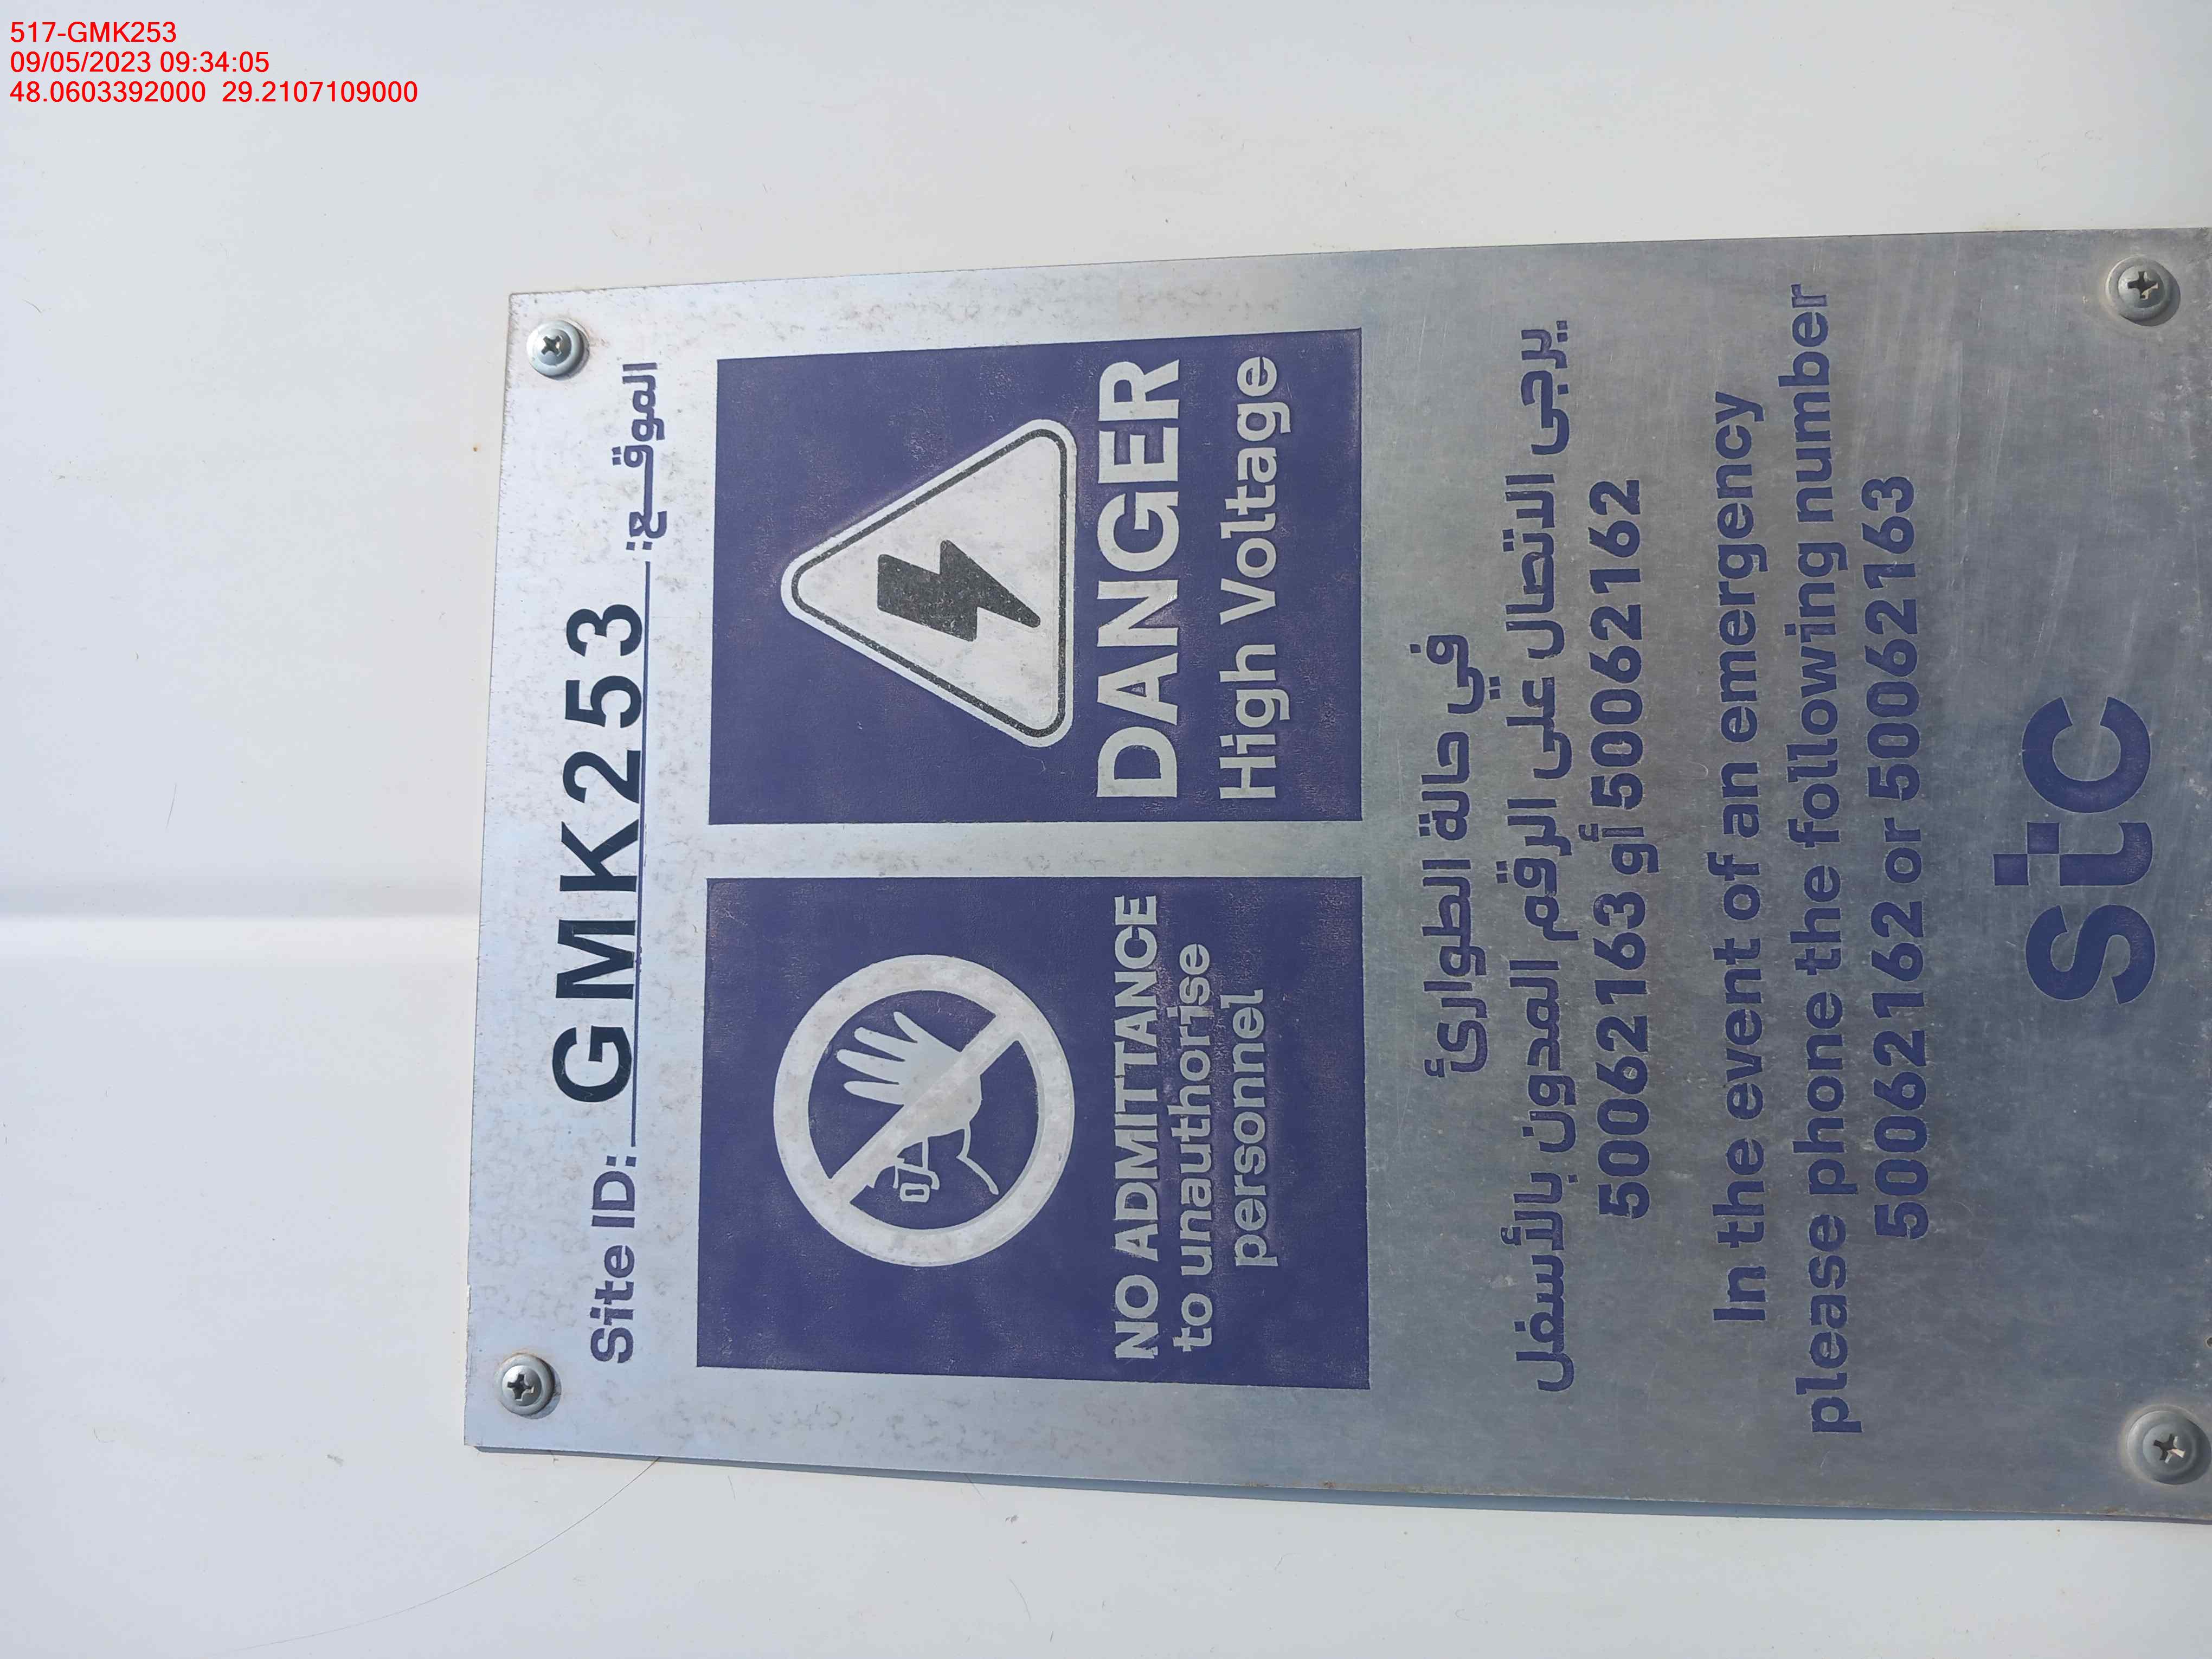 517-GMK253
09/05/2023 09:34:05
48.0603392000 29.2107109000
Site ID: GMK253 الموقع:
NO ADMITTANCE
to unauthorise
personnel
DANGER
High Voltage
في حالة الطوارئ
يرجى الاتصال على الرقم المدون بالأسفل
50062162 أو 50062163
In the event of an emergency
please phone the following number
50062162 or 50062163
stc